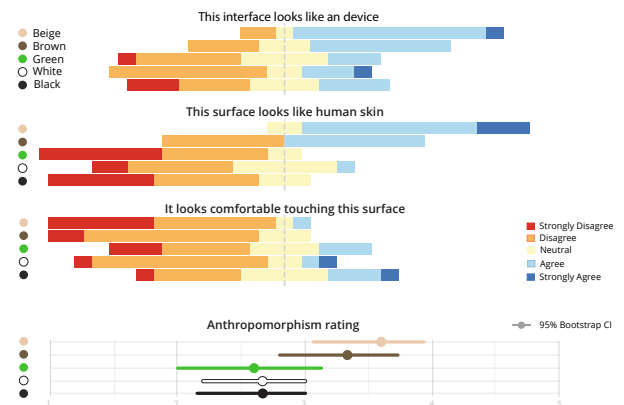 This interface looks like an device
Beige
Brown
Green
White
Black
This surface looks like human skin
It looks comfortable touching this surface
Strongly Disagree
Disagree
Neutral
Agree
Strongly Agree
Anthropomorphism rating
95% Bootstrap CI
1 2 3 4 5